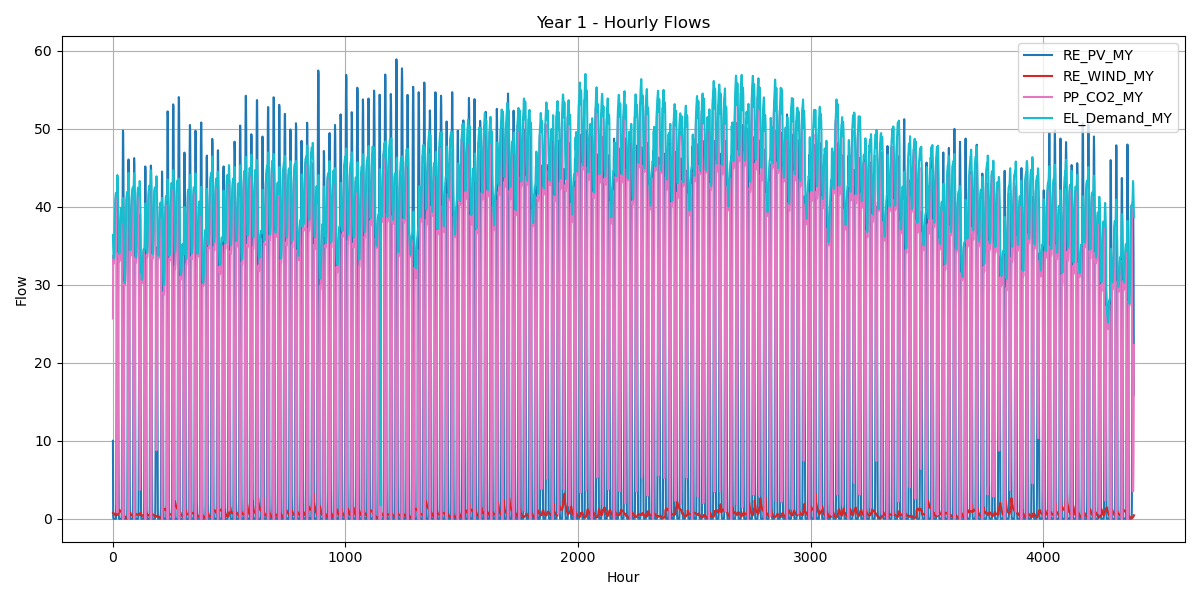 Year 1 - Hourly Flows
RE_PV_MY
RE_WIND_MY
PP_CO2_MY
EL_Demand_MY
60
50
40
30
20
10
0
Flow
0 1000 2000 3000 4000
Hour